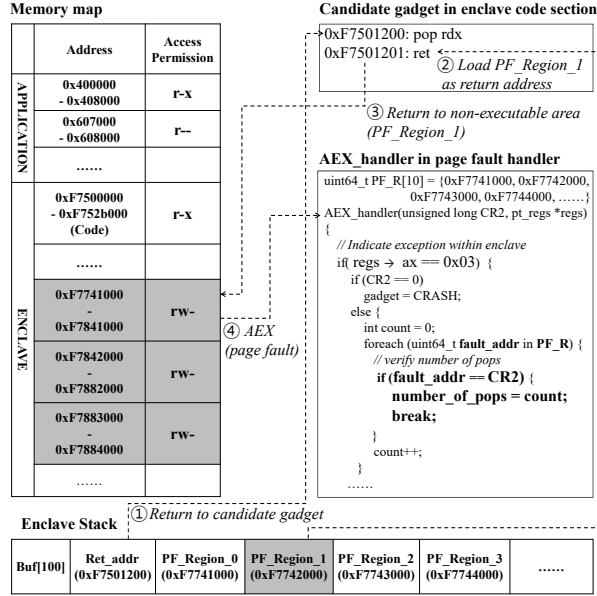 Memory map
Address
Access
Permission
APPLICATION
0x400000
- 0x408000
r-x
0x607000
- 0x608000
r--
......
ENCLAVE
0xF7500000
- 0xF752b000
(Code)
r-x
......
0xF7741000
-
0xF7841000
rw-
0xF7842000
-
0xF7882000
rw-
0xF7883000
-
0xF7884000
rw-
......
Candidate gadget in enclave code section
0xF7501200: pop rdx
0xF7501201: ret
② Load PF_Region_1
as return address
③ Return to non-executable area
(PF_Region_1)
④ AEX
(page fault)
AEX_handler in page fault handler
uint64_t PF_R[10] = {0xF7741000, 0xF7742000,
0xF7743000, 0xF7744000, ......}
AEX_handler(unsigned long CR2, pt_regs *regs)
{
// Indicate exception within enclave
if( regs → ax == 0x03) {
if (CR2 == 0)
gadget = CRASH;
else {
int count = 0;
foreach (uint64_t fault_addr in PF_R) {
// verify number of pops
if (fault_addr == CR2) {
number_of_pops = count;
break;
}
count++;
}
......
① Return to candidate gadget
Enclave Stack
Buf[100]
Ret_addr
(0xF7501200)
PF_Region_0
(0xF7741000)
PF_Region_1
(0xF7742000)
PF_Region_2
(0xF7743000)
PF_Region_3
(0xF7744000)
......